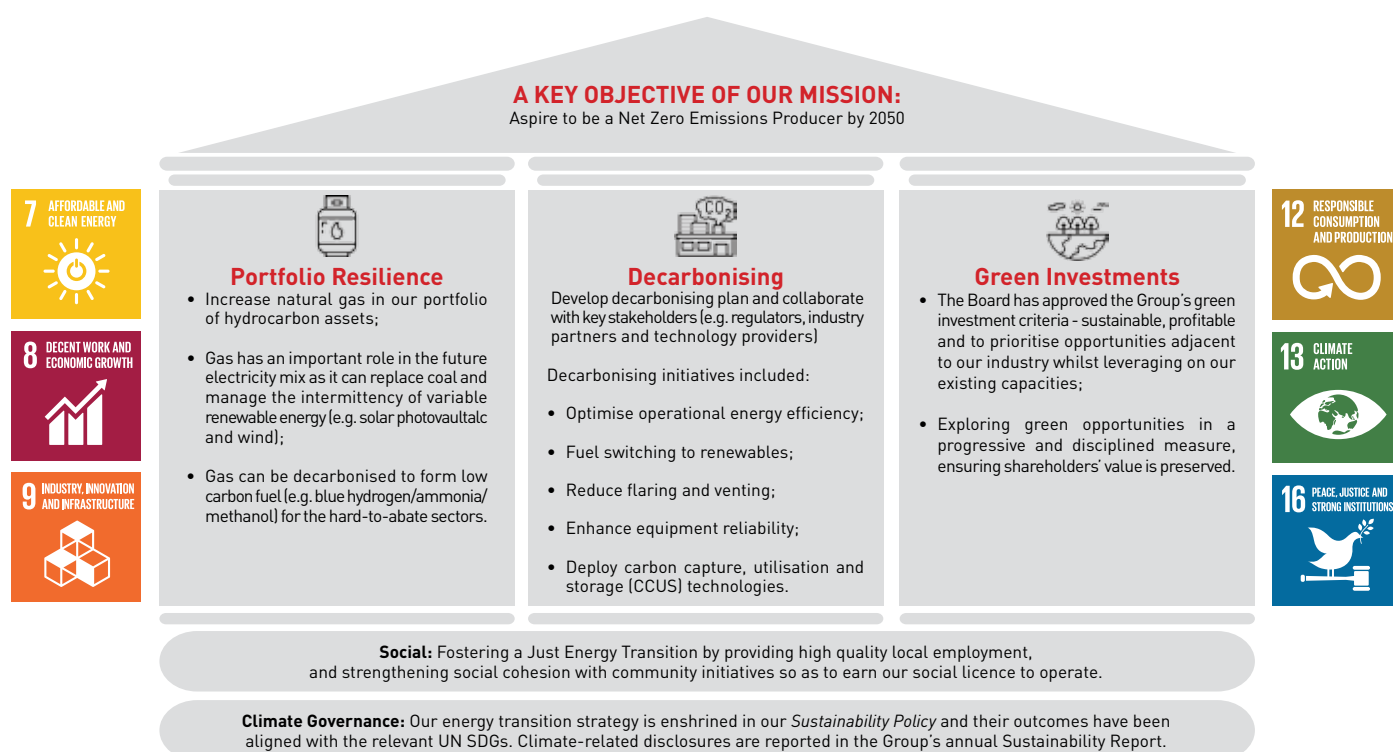 A KEY OBJECTIVE OF OUR MISSION:
Aspire to be a Net Zero Emissions Producer by 2050
7 AFFORDABLE AND
CLEAN ENERGY
8 DECENT WORK AND
ECONOMIC GROWTH
9 INDUSTRY, INNOVATION
AND INFRASTRUCTURE
Portfolio Resilience
• Increase natural gas in our portfolio
of hydrocarbon assets;
• Gas has an important role in the future
electricity mix as it can replace coal and
manage the intermittency of variable
renewable energy (e.g. solar photovaultalc
and wind);
• Gas can be decarbonised to form low
carbon fuel (e.g. blue hydrogen/ammonia/
methanol) for the hard-to-abate sectors.
CO2
Decarbonising
Develop decarbonising plan and collaborate
with key stakeholders (e.g. regulators, industry
partners and technology providers)
Decarbonising initiatives included:
• Optimise operational energy efficiency;
• Fuel switching to renewables;
• Reduce flaring and venting;
• Enhance equipment reliability;
• Deploy carbon capture, utilisation and
storage (CCUS) technologies.
Green Investments
• The Board has approved the Group's green
investment criteria - sustainable, profitable
and to prioritise opportunities adjacent
to our industry whilst leveraging on our
existing capacities;
• Exploring green opportunities in a
progressive and disciplined measure,
ensuring shareholders' value is preserved.
12 RESPONSIBLE
CONSUMPTION
AND PRODUCTION
13 CLIMATE
ACTION
16 PEACE, JUSTICE AND
STRONG INSTITUTIONS
Social: Fostering a Just Energy Transition by providing high quality local employment,
and strengthening social cohesion with community initiatives so as to earn our social licence to operate.
Climate Governance: Our energy transition strategy is enshrined in our Sustainability Policy and their outcomes have been
aligned with the relevant UN SDGs. Climate-related disclosures are reported in the Group's annual Sustainability Report.